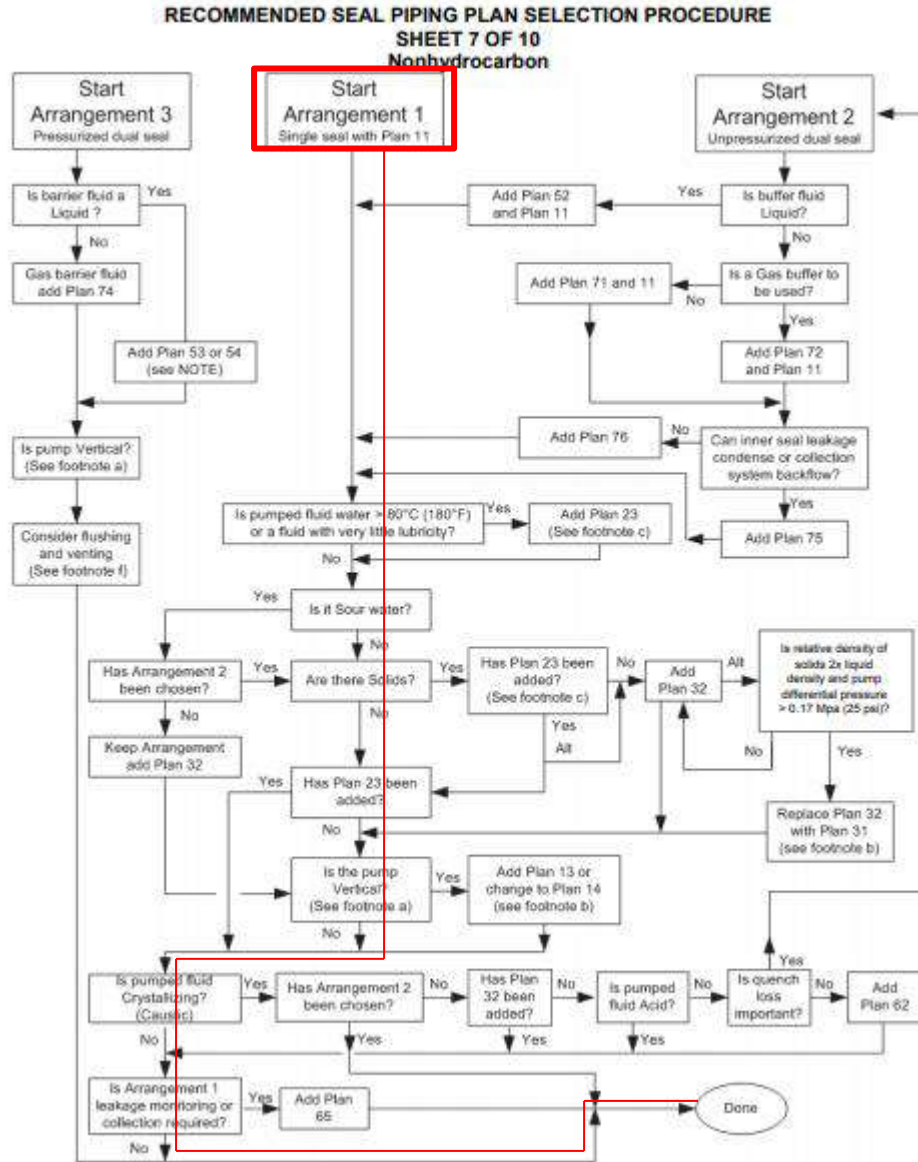 RECOMMENDED SEAL PIPING PLAN SELECTION PROCEDURE
SHEET 7 OF 10
Nonhydrocarbon
Start
Arrangement 3
Pressurized dual seal
Start
Arrangement 1
Single seal with Plan 11
Start
Arrangement 2
Unpressurized dual seal
Is barrier fluid a
Liquid ?
Yes
No
Gas barrier fluid
add Plan 74
Add Plan 53 or 54
(see NOTE)
Is pump Vertical?
(See footnote a)
Consider flushing
and venting
(See footnote f)
Add Plan 52
and Plan 11
Yes
Is buffer fluid
Liquid?
No
Add Plan 71 and 11
No
Is a Gas buffer to
be used?
Yes
Add Plan 72
and Plan 11
Add Plan 76
No
Can inner seal leakage
condense or collection
system backflow?
Yes
Add Plan 75
Is pumped fluid water > 80°C (180°F)
or a fluid with very little lubricity?
Yes
Add Plan 23
(See footnote c)
No
Yes
Is it Sour water?
No
Has Arrangement 2
been chosen?
Yes
Are there Solids?
Yes
Has Plan 23 been
added?
(See footnote c)
No
Add
Plan 32
Alt
Is relative density of
solids 2x liquid
density and pump
differential pressure
> 0.17 Mpa (25 psi)?
No
No
Yes
Alt
No
Yes
Keep Arrangement
add Plan 32
Yes
Has Plan 23 been
added?
No
Replace Plan 32
with Plan 31
(see footnote b)
Is the pump
Vertical?
(See footnote a)
Yes
Add Plan 13 or
change to Plan 14
(see footnote b)
No
Is pumped fluid
Crystallizing?
(Caustic)
Yes
Has Arrangement 2
been chosen?
No
Has Plan
32 been
added?
No
Is pumped
fluid Acid?
No
Is quench
loss
important?
Yes
No
Add
Plan 62
No
Yes
Yes
Yes
Is Arrangement 1
leakage monitoring or
collection required?
Yes
Add Plan
65
Done
No